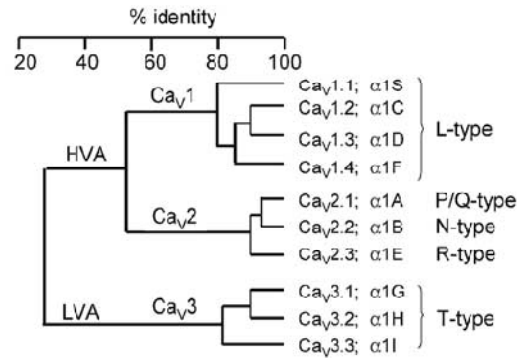 % identity
20 40 60 80 100
Cav1.1; α1S
Cav1
Cav1.2; α1C
Cav1.3; α1D
L-type
HVA
Cav1.4; α1F
Cav2.1; α1A P/Q-type
Cav2
Cav2.2; α1B N-type
Cav2.3; α1E R-type
Cav3.1; α1G
LVA
Cav3
Cav3.2; α1H
T-type
Cav3.3; α1I